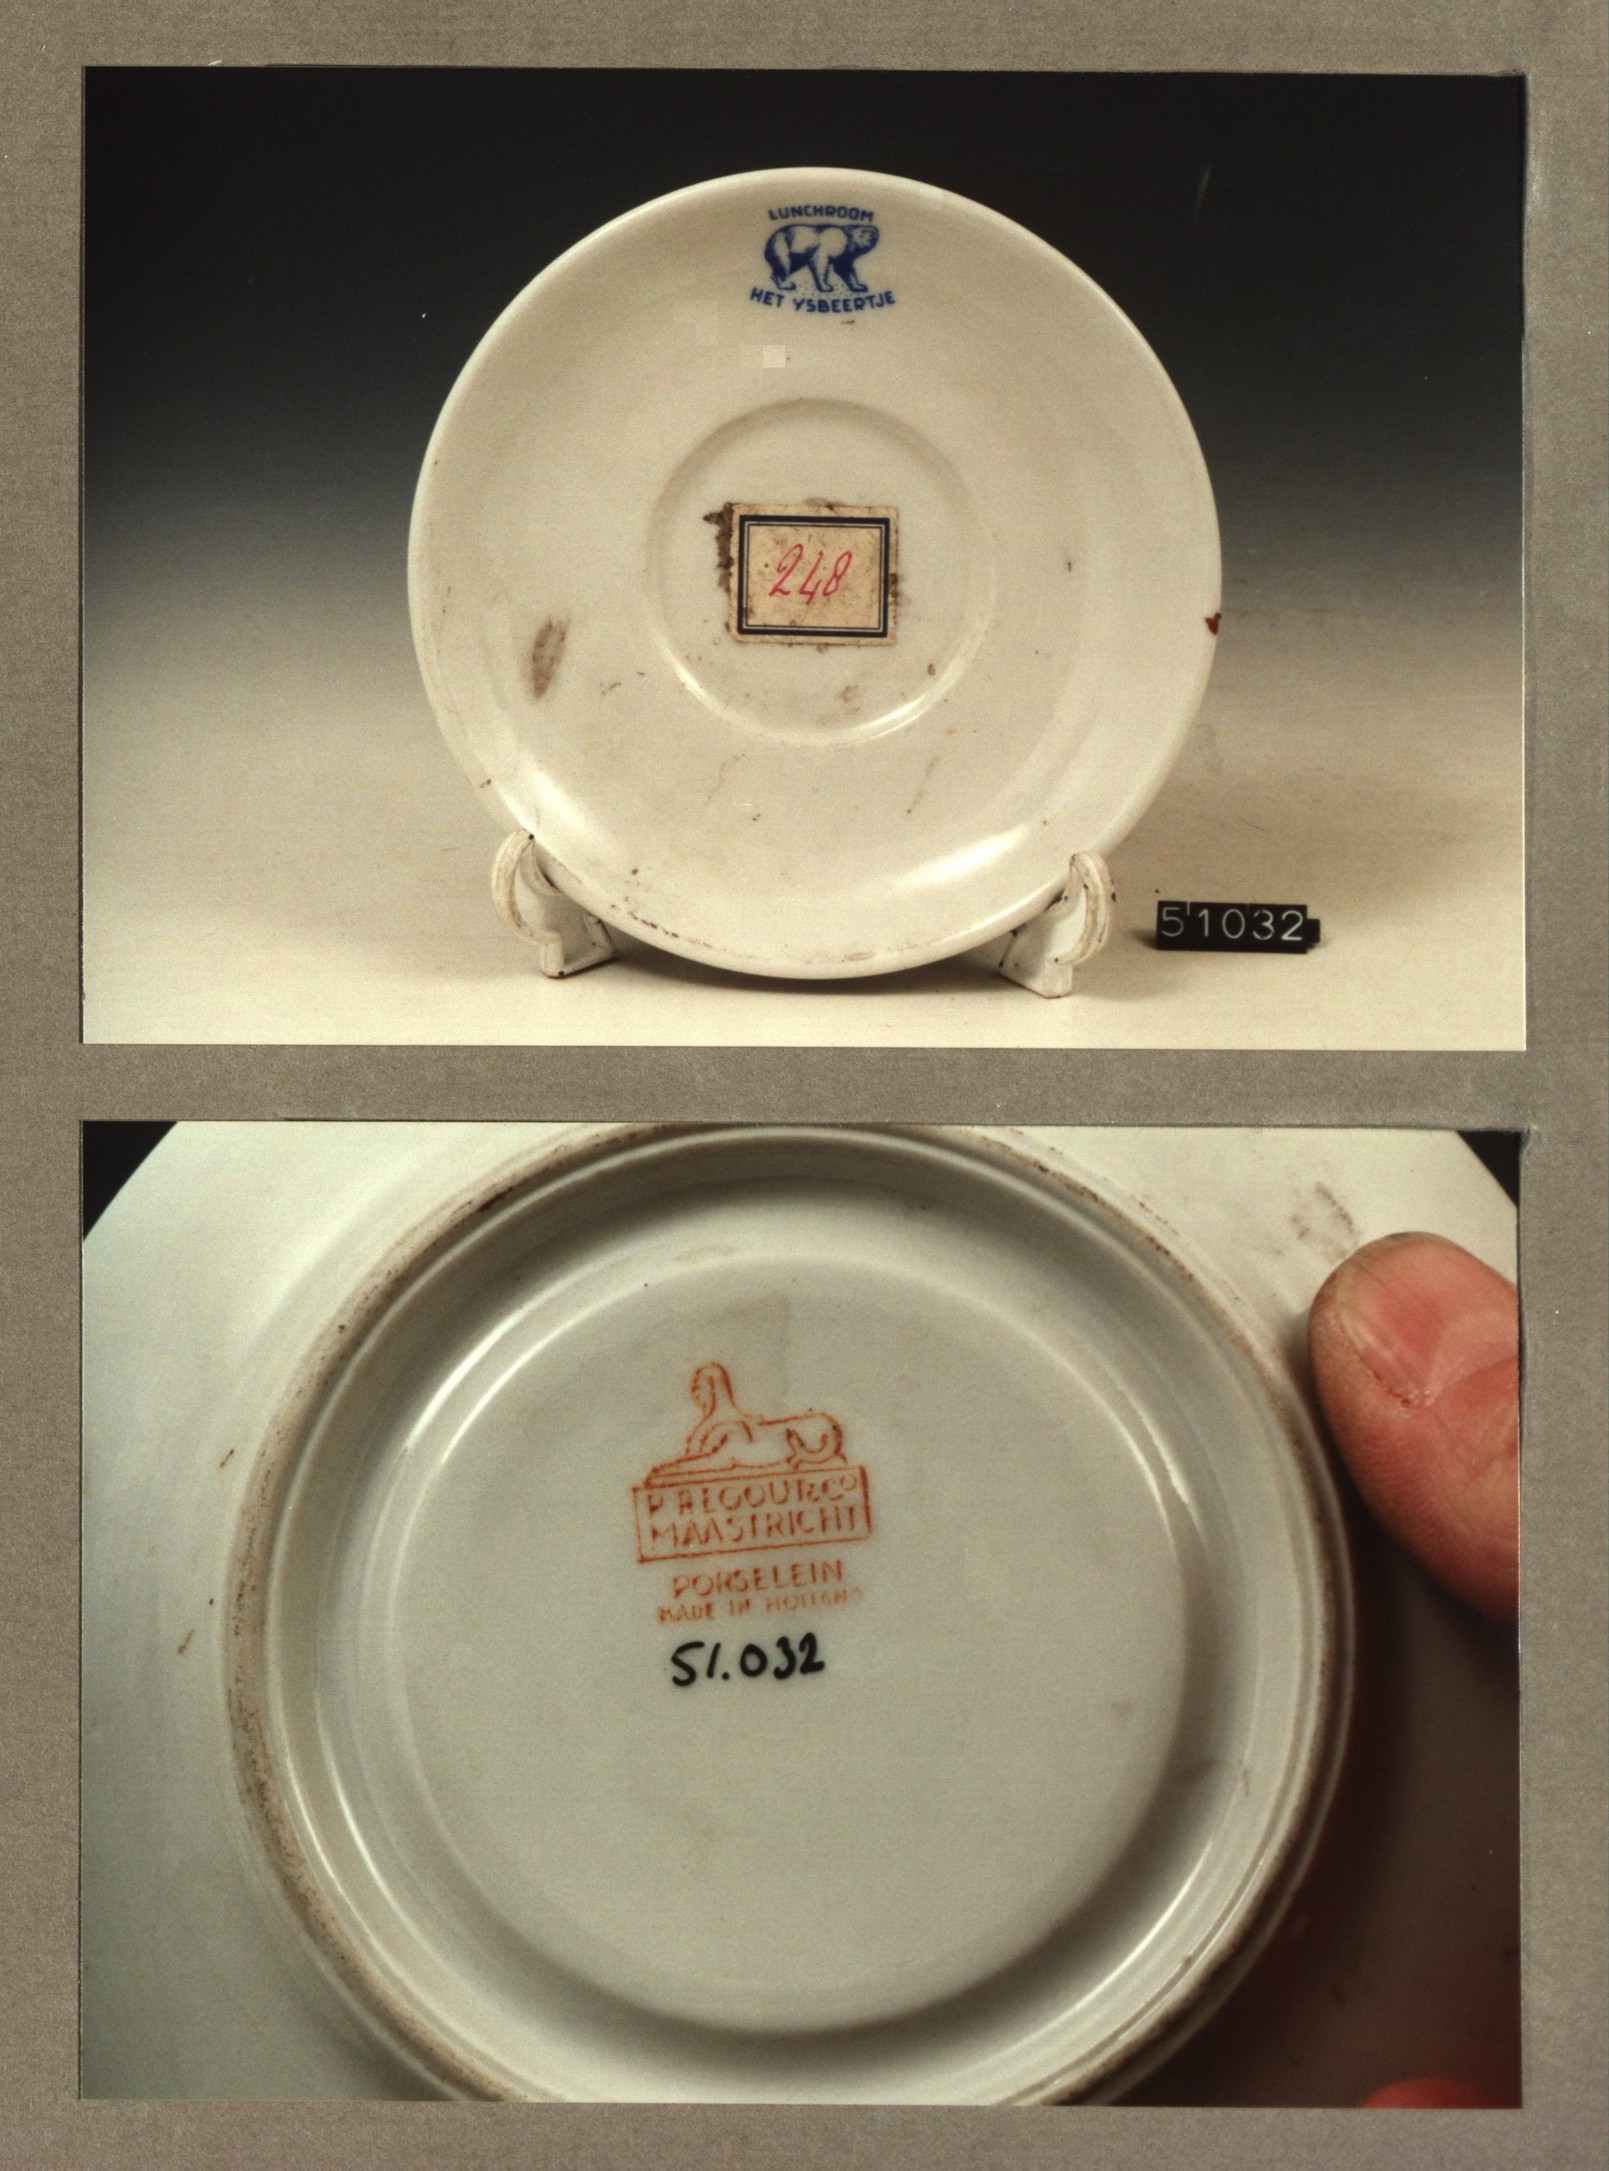 LUNCHROOM
HET YSBEERTJE
248
51032
P. REGOUT & Co
MAASTRICHT
PORSELEIN
MADE IN HOLLAND
51.032